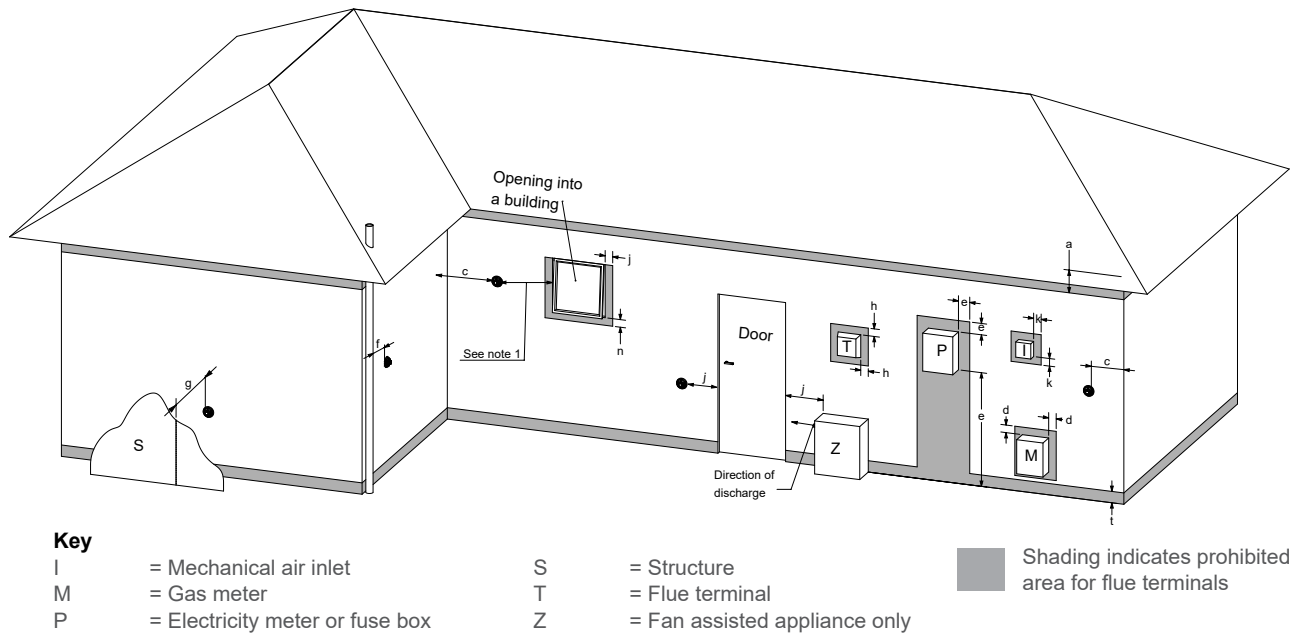 Opening into
a building
a
j
c
n
See note 1
f
g
S
Door
j
h
T
h
e
e
P
e
k
I
k
c
j
Z
Direction of
discharge
d
d
M
t
Key
I = Mechanical air inlet
M = Gas meter
P = Electricity meter or fuse box
S = Structure
T = Flue terminal
Z = Fan assisted appliance only
Shading indicates prohibited
area for flue terminals